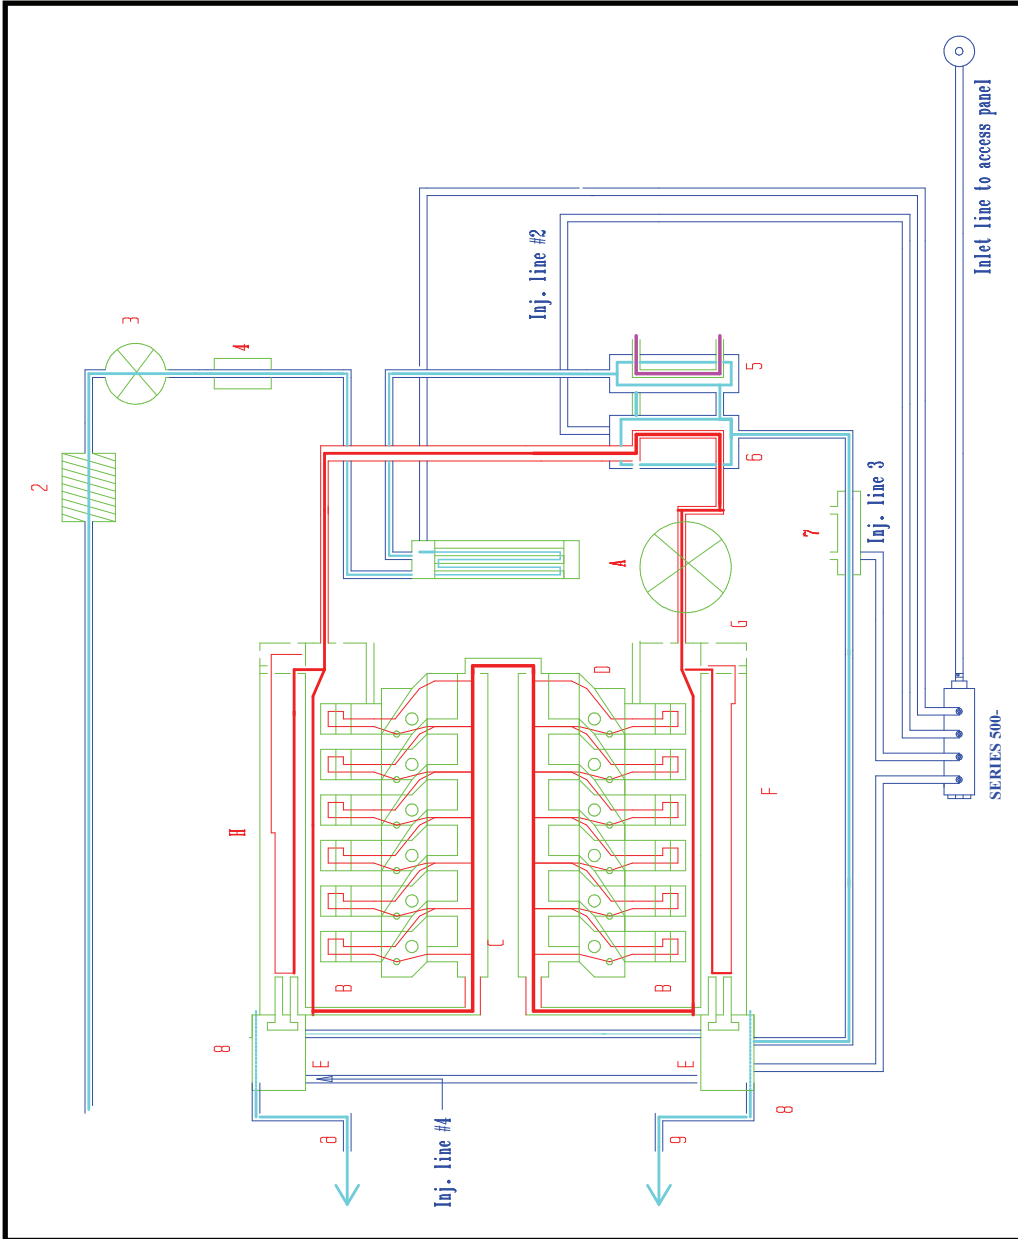 Inlet line to access panel
Inj. line #2
3
4
5
2
6
Inj. line 3
7
A
G
D
F
H
C
B
B
SERIES 500-
8
E
E
8
9
Inj. line #4